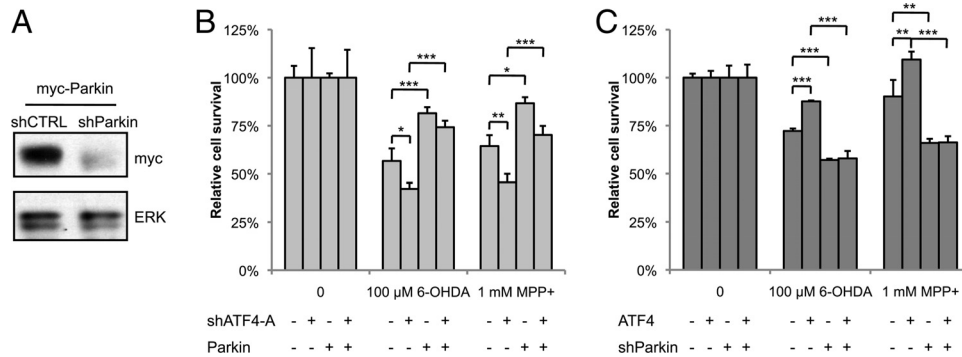 A
myc-Parkin
shCTRL shParkin
myc
ERK
B
Relative cell survival
125%
100%
75%
50%
25%
0%
* *** *** ** * ***
0 100 µM 6-OHDA 1 mM MPP+
shATF4-A - + - + - + - + - + - +
Parkin - - + + - - + + - - + +
C
Relative cell survival
125%
100%
75%
50%
25%
0%
*** *** *** ** ** ***
0 100 µM 6-OHDA 1 mM MPP+
ATF4 - + - + - + - + - + - +
shParkin - - + + - - + + - - + +